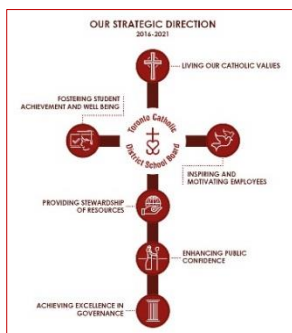 OUR STRATEGIC DIRECTION
2016-2021
LIVING OUR CATHOLIC VALUES
FOSTERING STUDENT
ACHIEVEMENT AND WELL BEING
Toronto Catholic
District School Board
INSPIRING AND
MOTIVATING EMPLOYEES
PROVIDING STEWARDSHIP
OF RESOURCES
ENHANCING PUBLIC
CONFIDENCE
ACHIEVING EXCELLENCE IN
GOVERNANCE